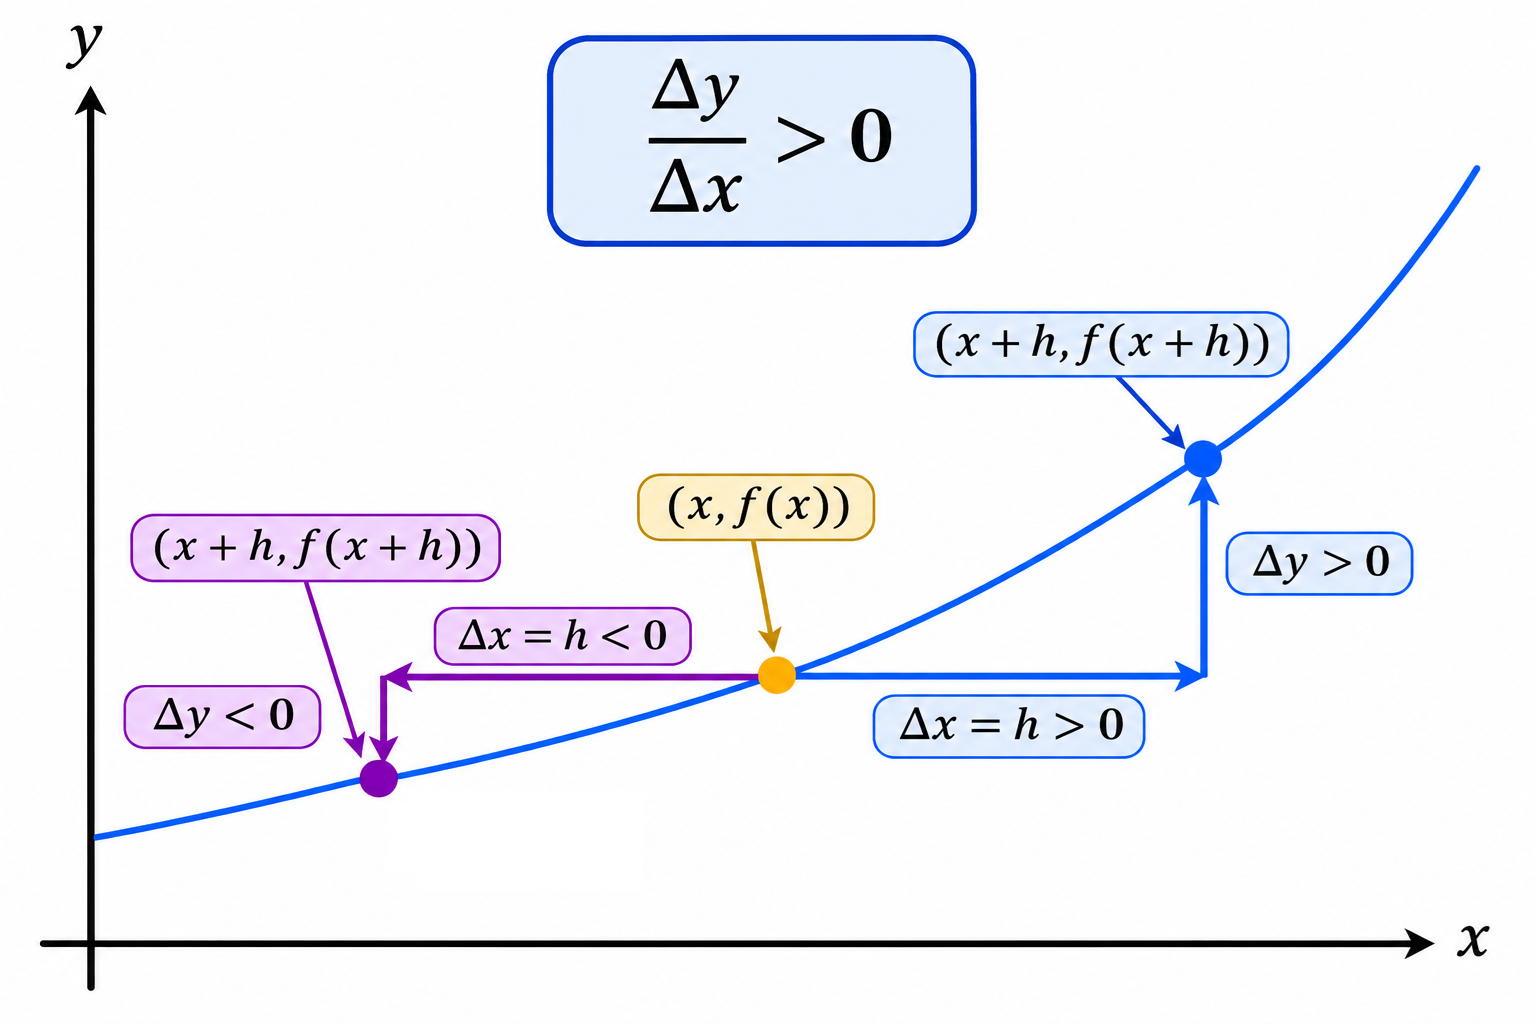 y
Δy/Δx > 0
(x + h, f(x + h))
(x, f(x))
(x + h, f(x + h))
Δy > 0
Δx = h < 0
Δy < 0
Δx = h > 0
x